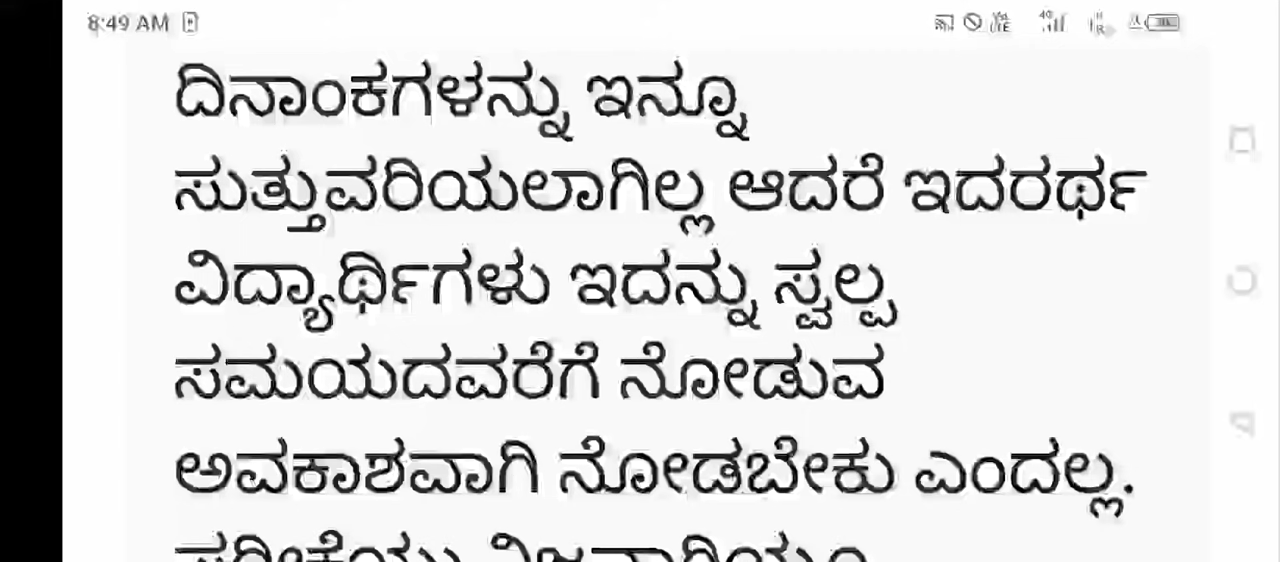 8:49 AM
ದಿನಾಂಕಗಳನ್ನು ಇನ್ನೂ
ಸುತ್ತುವರಿಯಲಾಗಿಲ್ಲ ಆದರೆ ಇದರರ್ಥ
ವಿದ್ಯಾರ್ಥಿಗಳು ಇದನ್ನು ಸ್ವಲ್ಪ
ಸಮಯದವರೆಗೆ ನೋಡುವ
ಅವಕಾಶವಾಗಿ ನೋಡಬೇಕು ಎಂದಲ್ಲ.